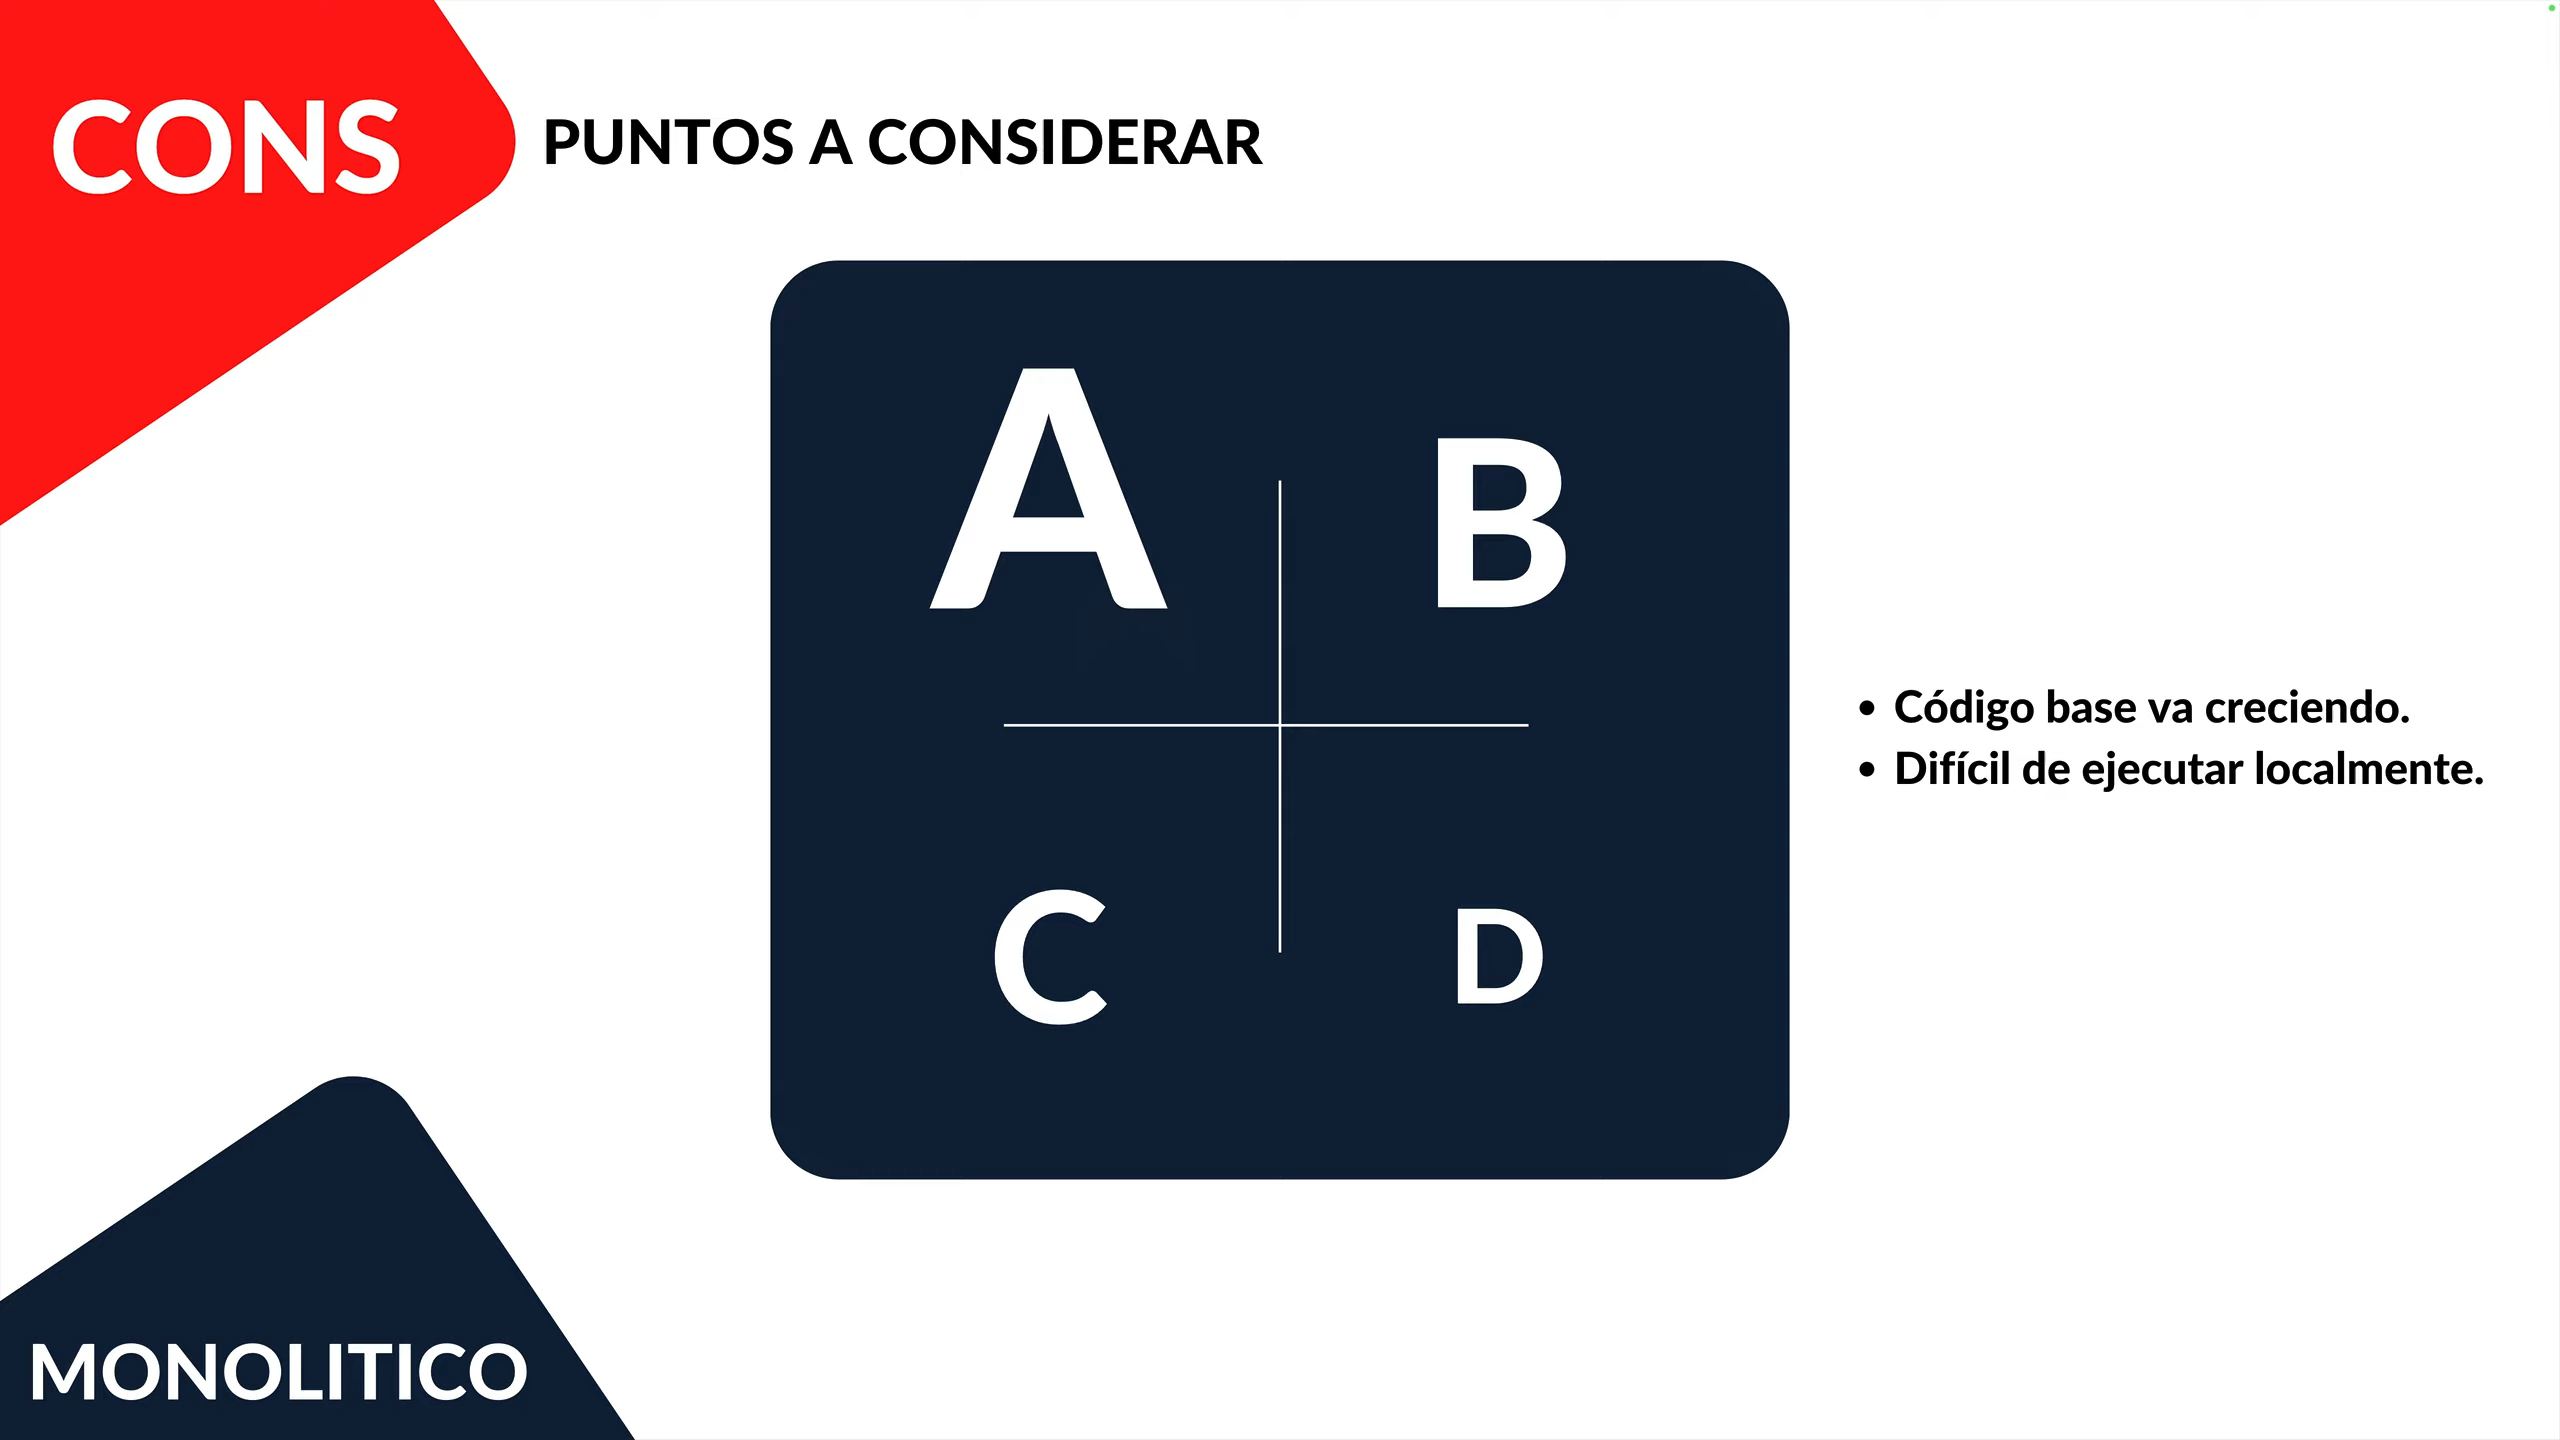 CONS
PUNTOS A CONSIDERAR
A
B
C
D
• Código base va creciendo.
• Difícil de ejecutar localmente.
MONOLITICO